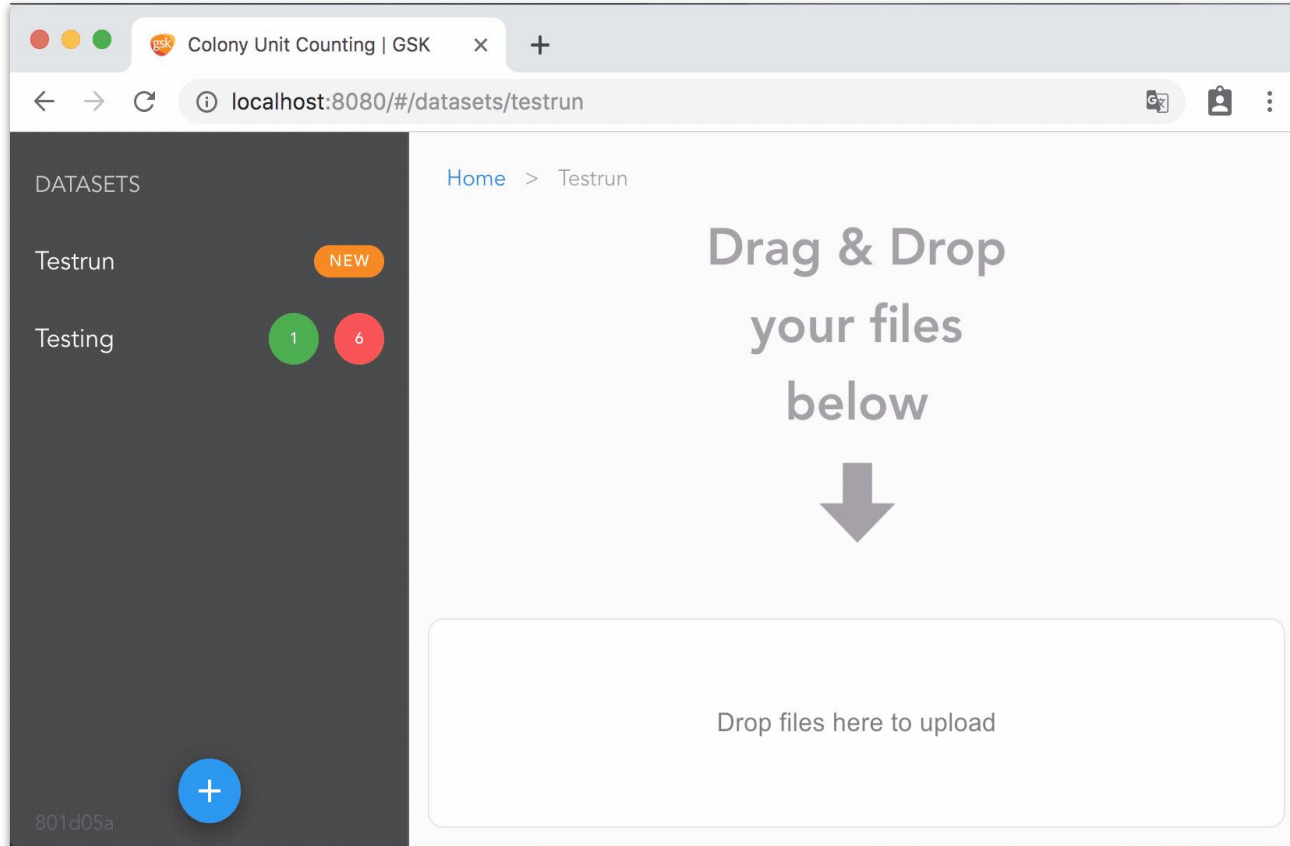 gsk Colony Unit Counting | GSK
localhost:8080/#/datasets/testrun
DATASETS
Testrun NEW
Testing 1 6
801d05a
Home > Testrun
Drag & Drop
your files
below
Drop files here to upload